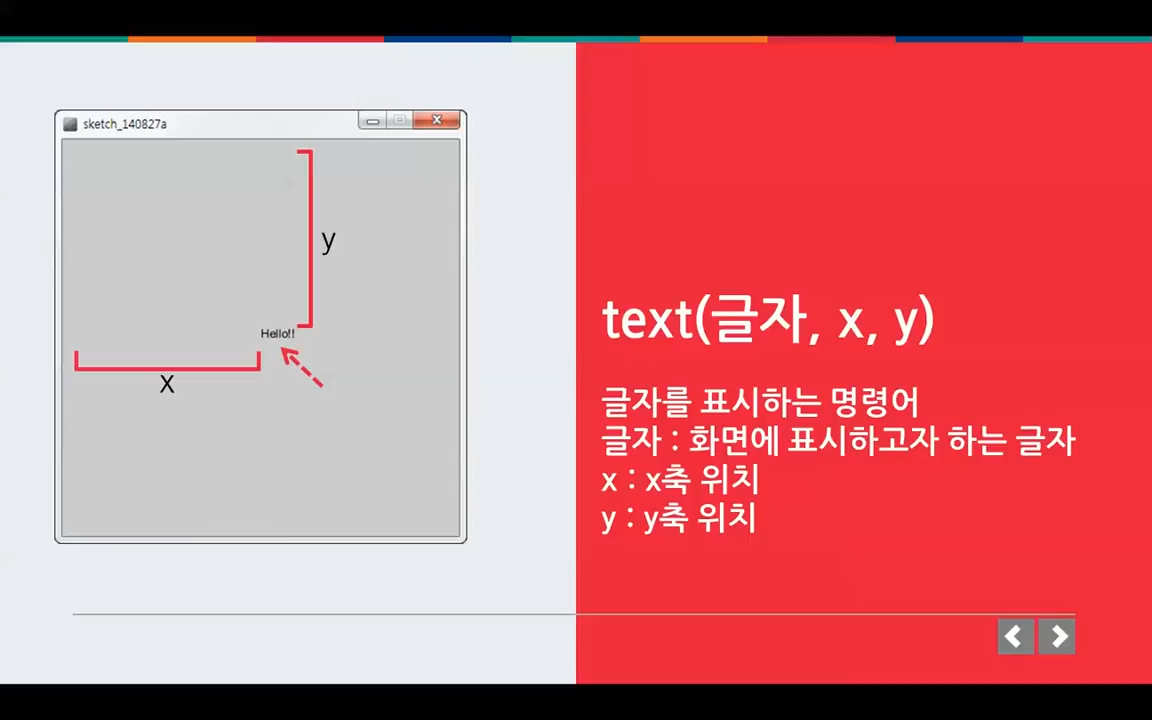 sketch_140827a
y
Hello!!
x
text(글자, x, y)
글자를 표시하는 명령어
글자 : 화면에 표시하고자 하는 글자
x : x축 위치
y : y축 위치